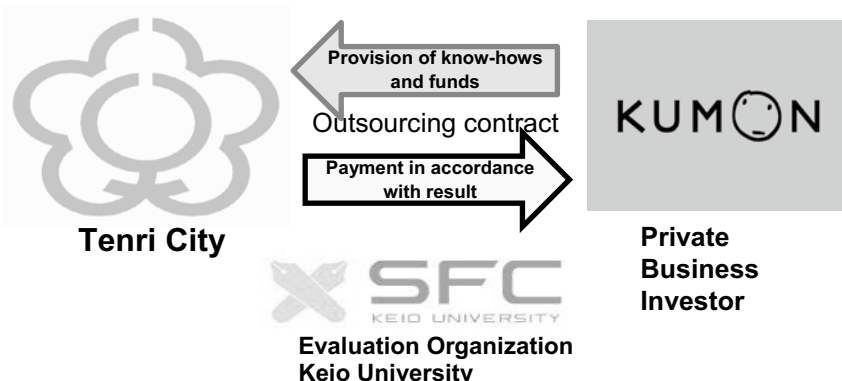 Provision of know-hows
and funds
Outsourcing contract
Payment in accordance
with result
KUMON
Tenri City
Private
Business
Investor
SFC
KEIO UNIVERSITY
Evaluation Organization
Keio University